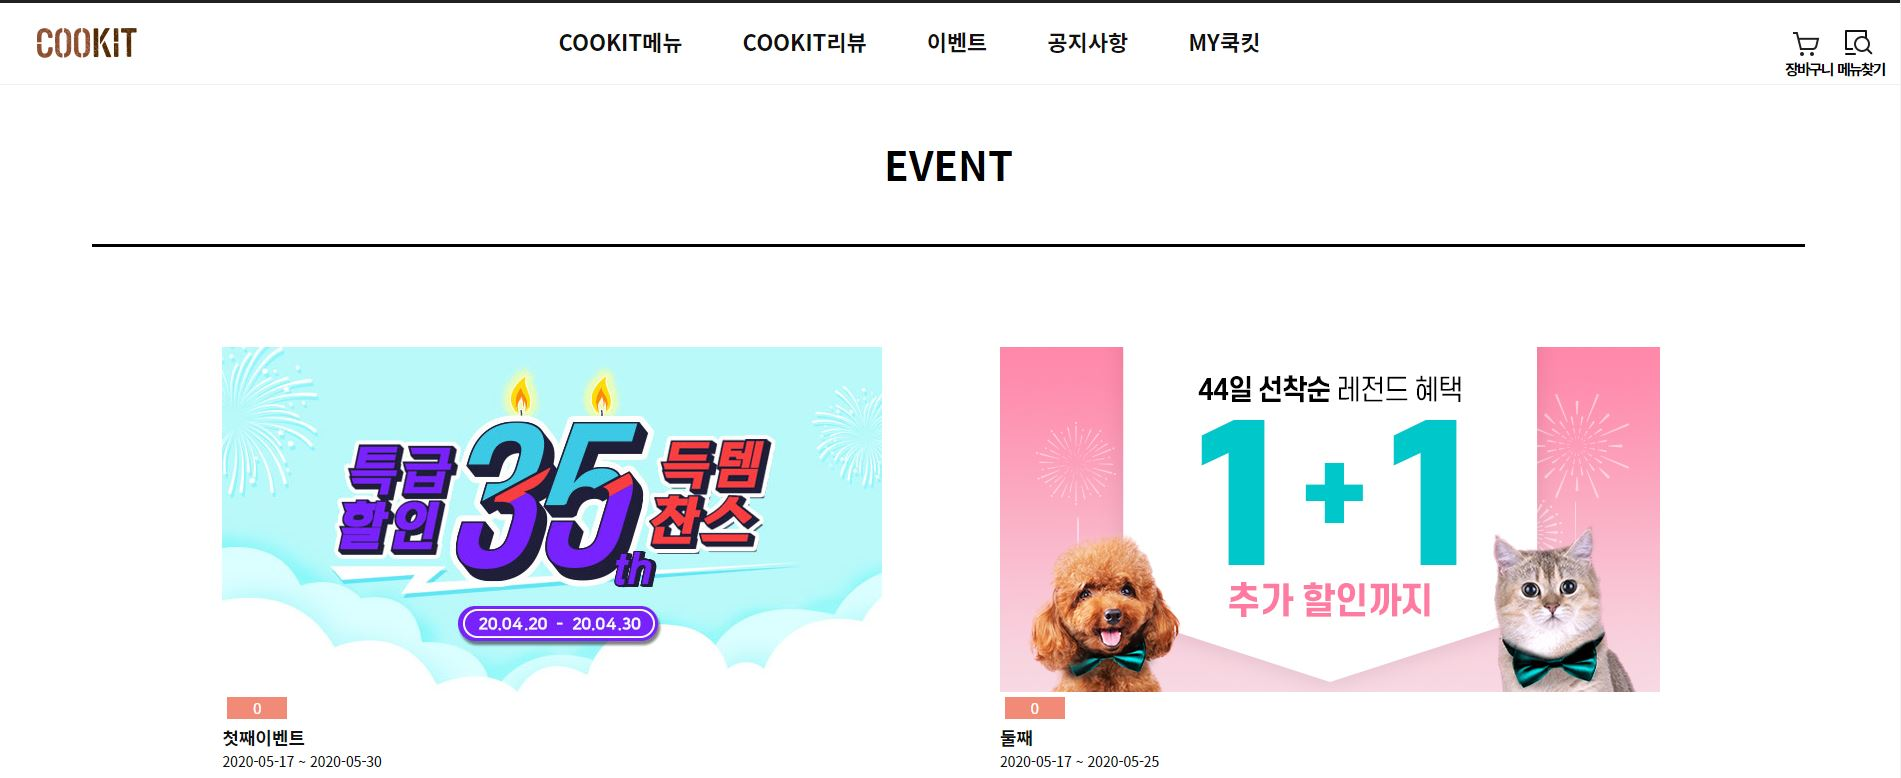 COOKIT
COOKIT메뉴 COOKIT리뷰 이벤트 공지사항 MY쿡킷
장바구니 메뉴찾기
EVENT
특급 할인
35th
득템 찬스
20.04.20 - 20.04.30
0
첫째이벤트
2020-05-17 ~ 2020-05-30
44일 선착순 레전드 혜택
1+1
추가 할인까지
0
둘째
2020-05-17 ~ 2020-05-25